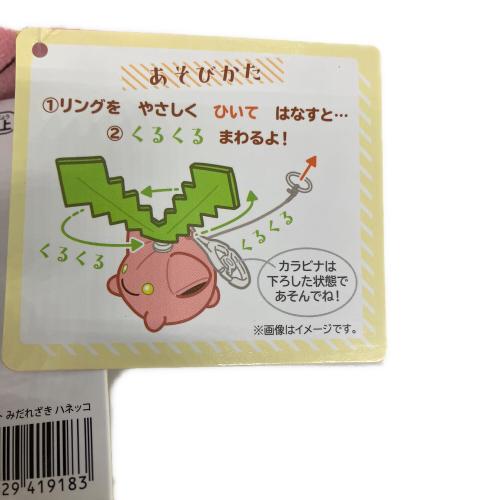 あそびかた
①リングを やさしく ひいて はなすと…
② くるくる まわるよ!
上
くるくる
くるくる
カラビナは
下ろした状態で
あそんでね!
※画像はイメージです。
みだれざき ハネッコ
29 419183